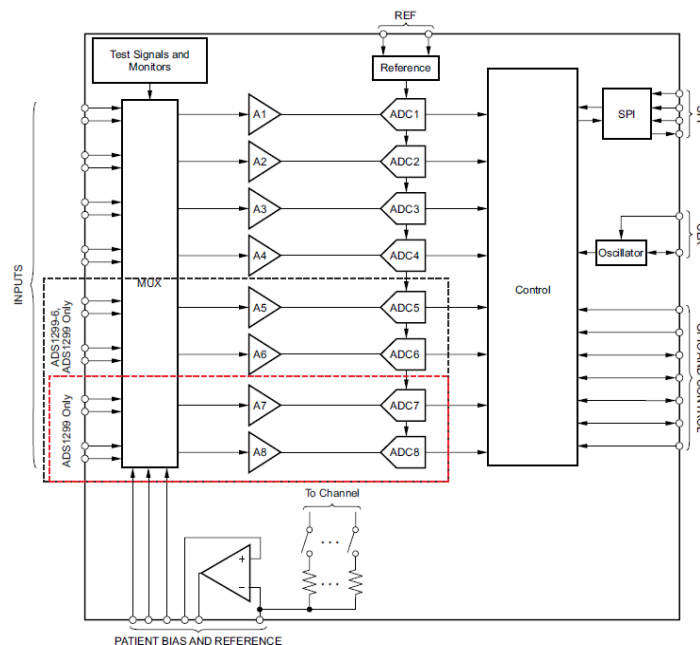 REF
Test Signals and
Monitors
Reference
INPUTS
MUX
A1
ADC1
A2
ADC2
A3
ADC3
A4
ADC4
A5
ADC5
A6
ADC6
A7
ADC7
A8
ADC8
Control
SPI
Oscillator
ADS1299-6,
ADS1299 Only
ADS1299 Only
To Channel
+
−
PATIENT BIAS AND REFERENCE